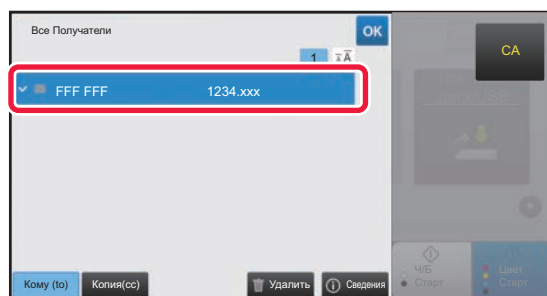 Все Получатели
OK
CA
1
FFF FFF 1234.xxx
Кому (to)
Копия(cc)
Удалить
Сведения
Ч/Б
Старт
Цвет
Старт